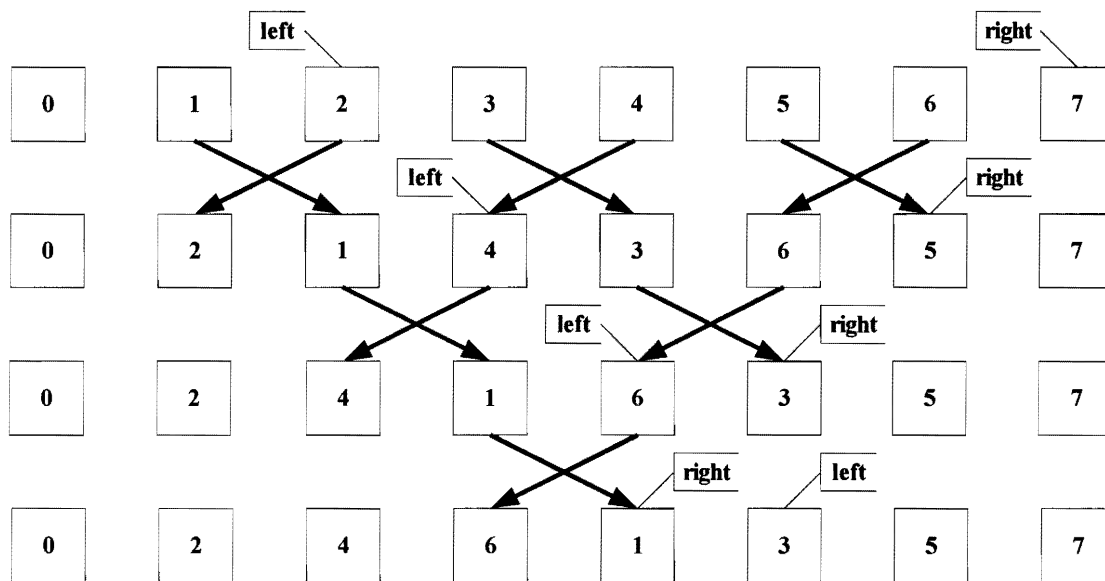 left right
0 1 2 3 4 5 6 7
left right
0 2 1 4 3 6 5 7
left right
0 2 4 1 6 3 5 7
right left
0 2 4 6 1 3 5 7